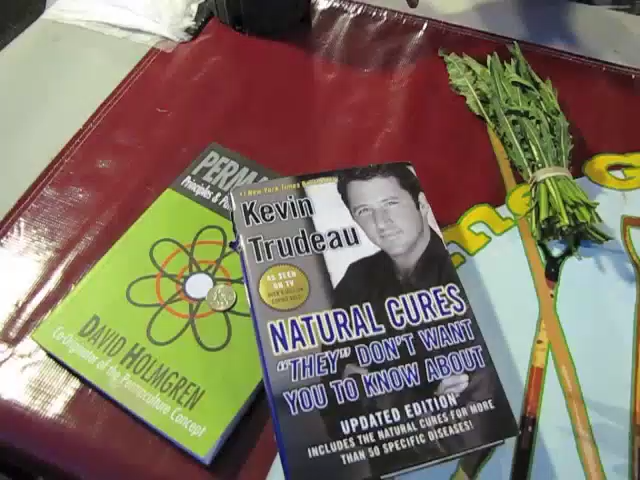 PERMA
Principles & Pa
DAVID HOLMGREN
Co-Originator of the Permaculture Concept
#1 New York Times
Kevin
Trudeau
AS SEEN
ON TV
NATURAL CURES
"THEY" DON'T WANT
YOU TO KNOW ABOUT
UPDATED EDITION
INCLUDES THE NATURAL CURES FOR MORE
THAN 50 SPECIFIC DISEASES!